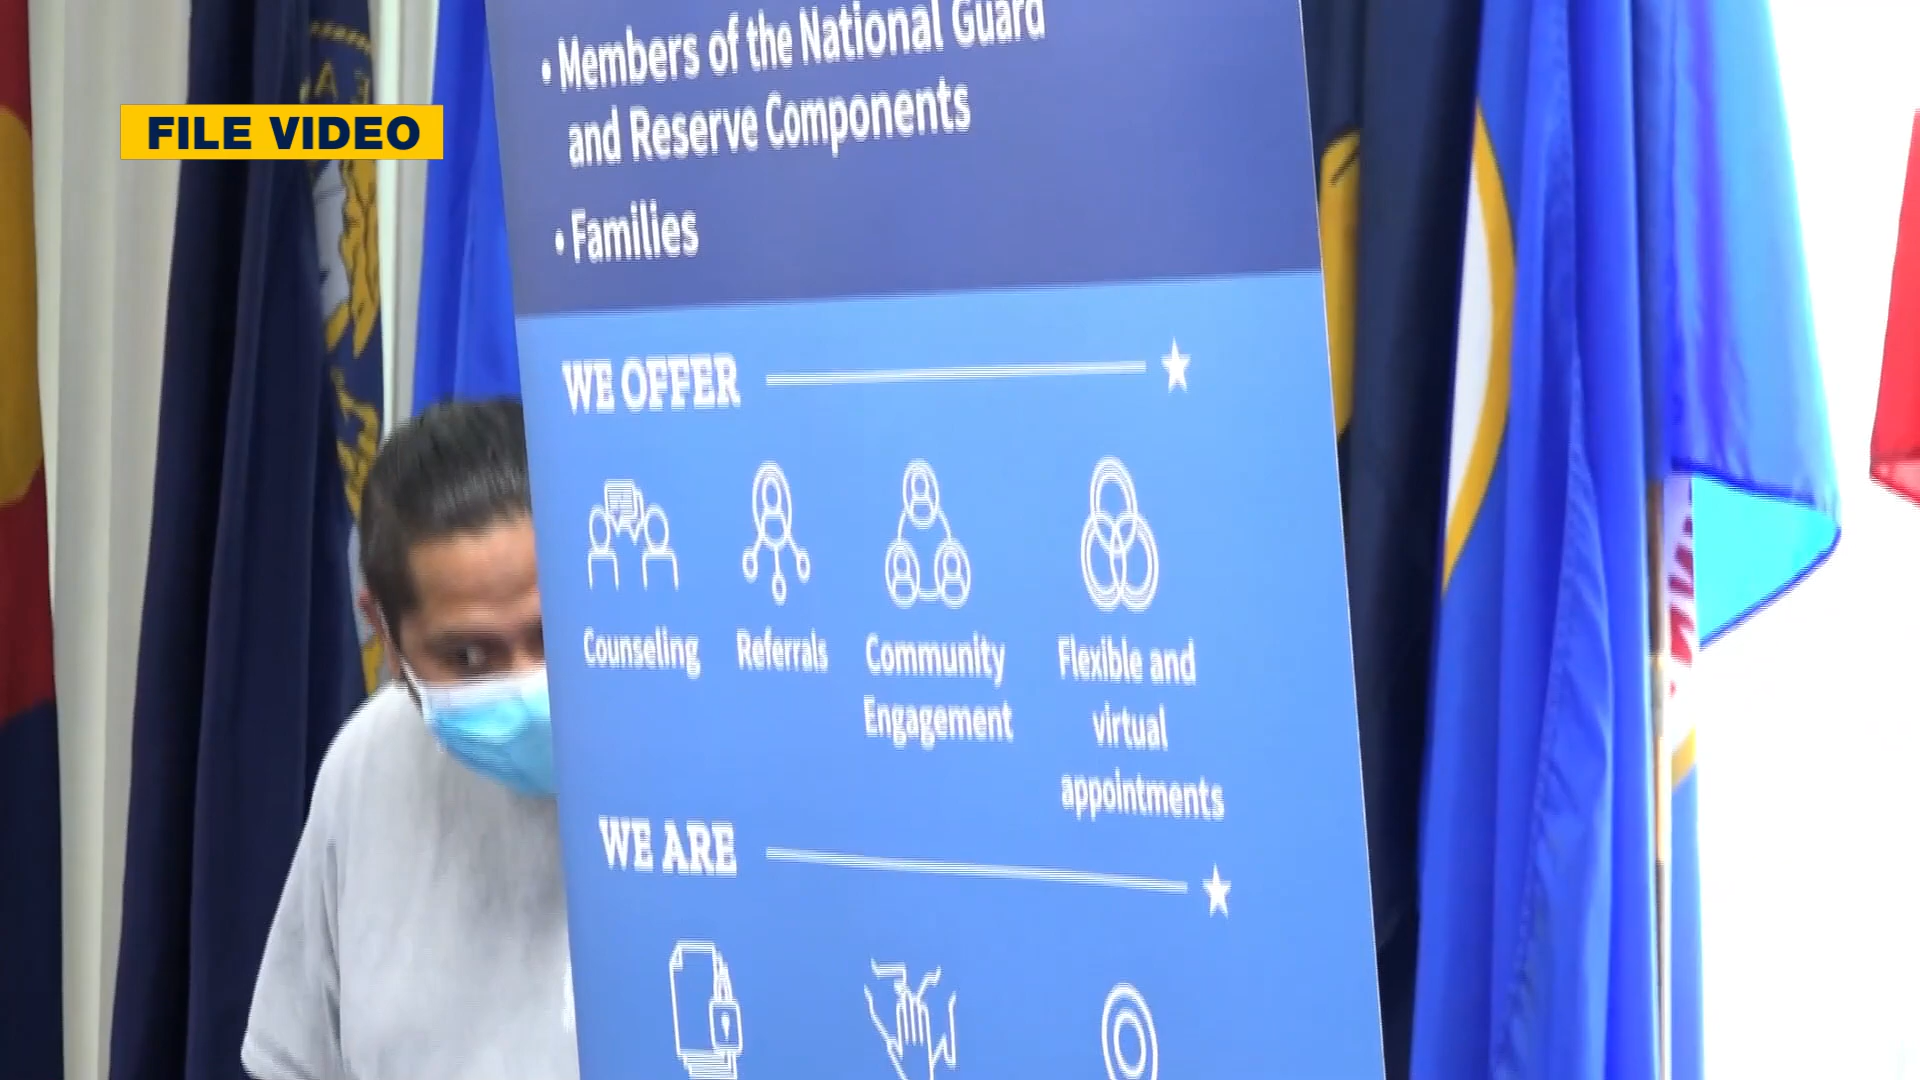 • Members of the National Guard
and Reserve Components
FILE VIDEO
• Families
WE OFFER
Counseling
Referrals
Community
Engagement
Flexible and
virtual
appointments
WE ARE